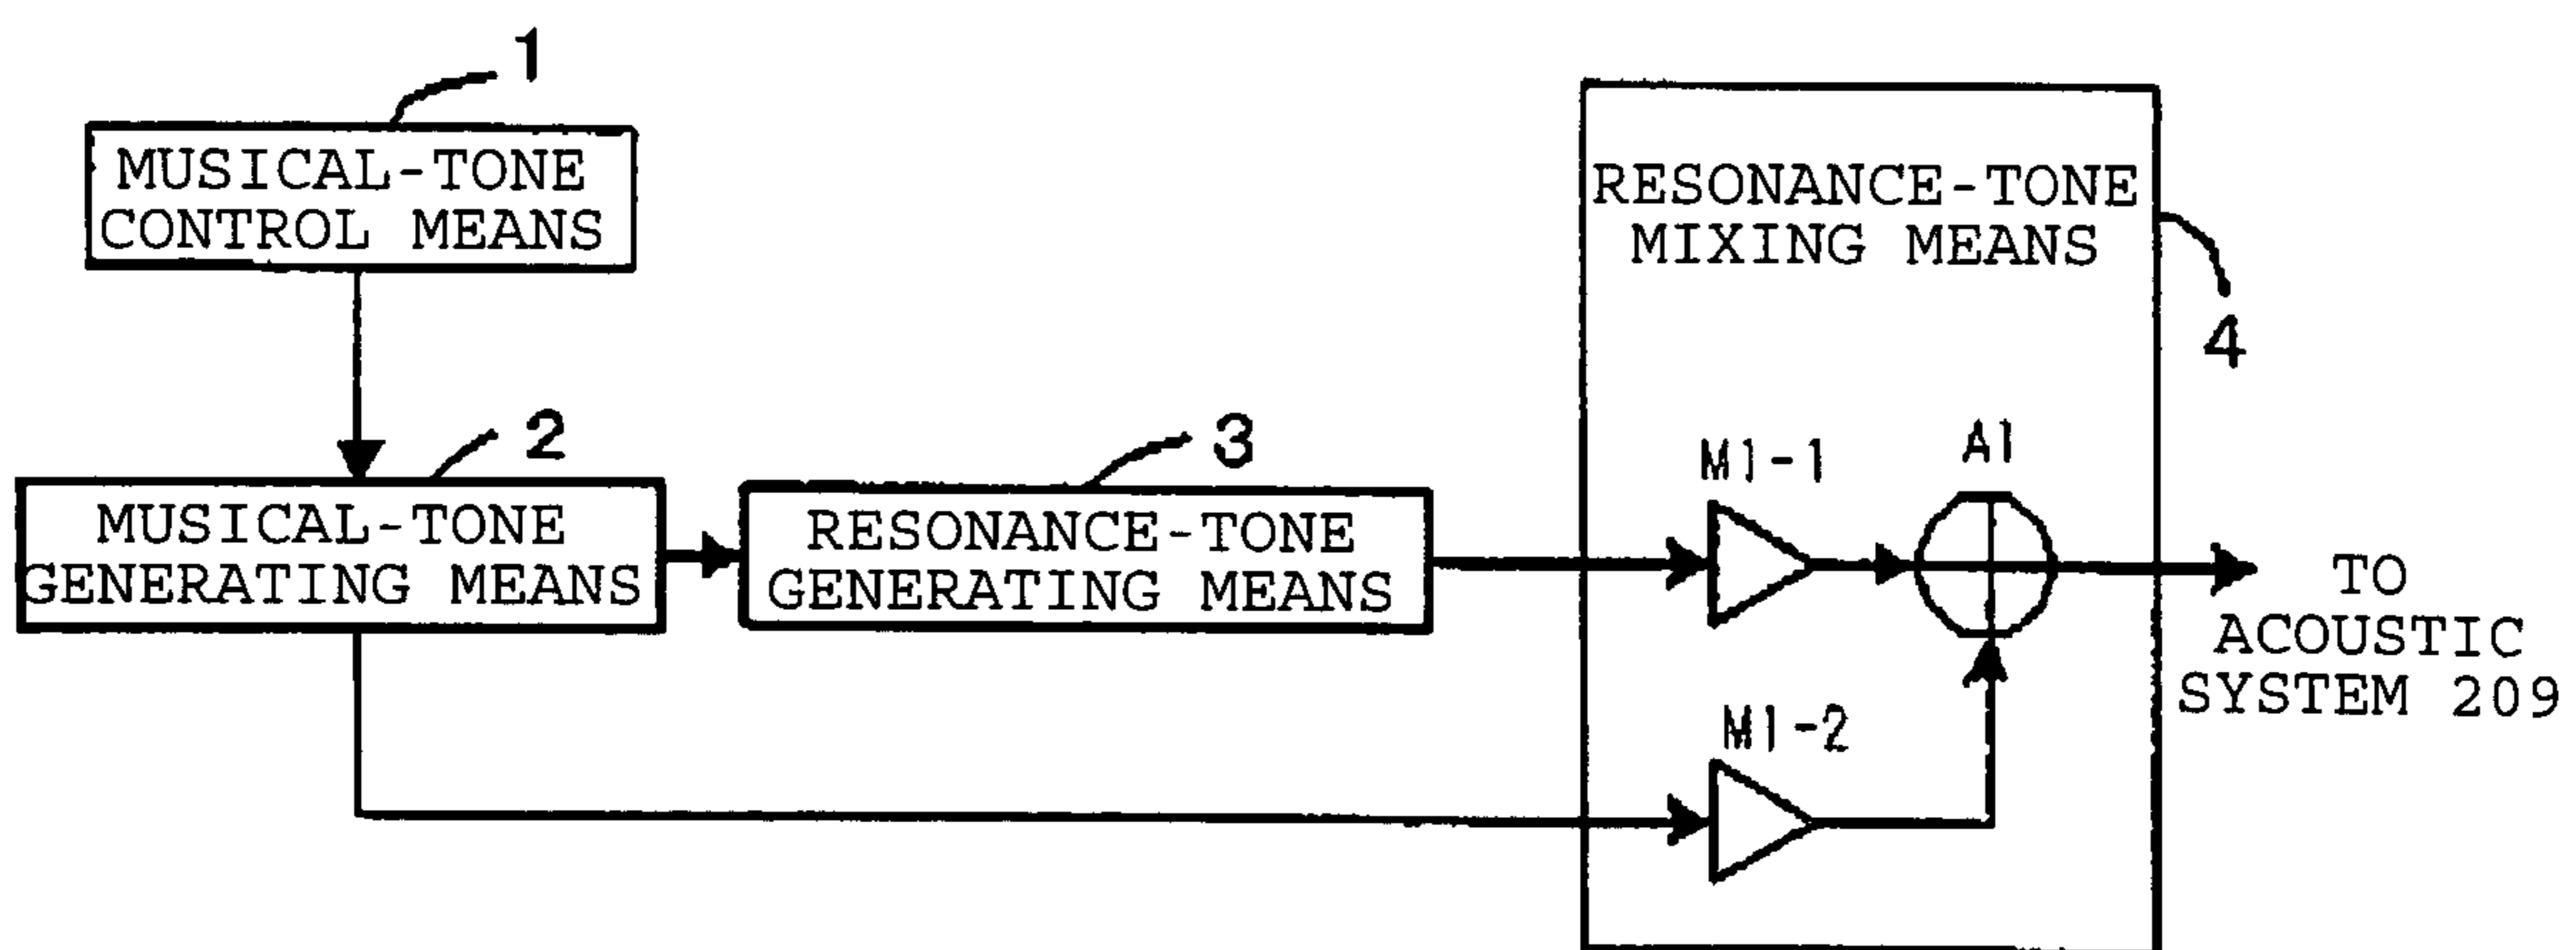 1
MUSICAL-TONE
CONTROL MEANS
RESONANCE-TONE
MIXING MEANS
4
2
MUSICAL-TONE
GENERATING MEANS
3
RESONANCE-TONE
GENERATING MEANS
M1-1
A1
TO
ACOUSTIC
SYSTEM 209
M1-2